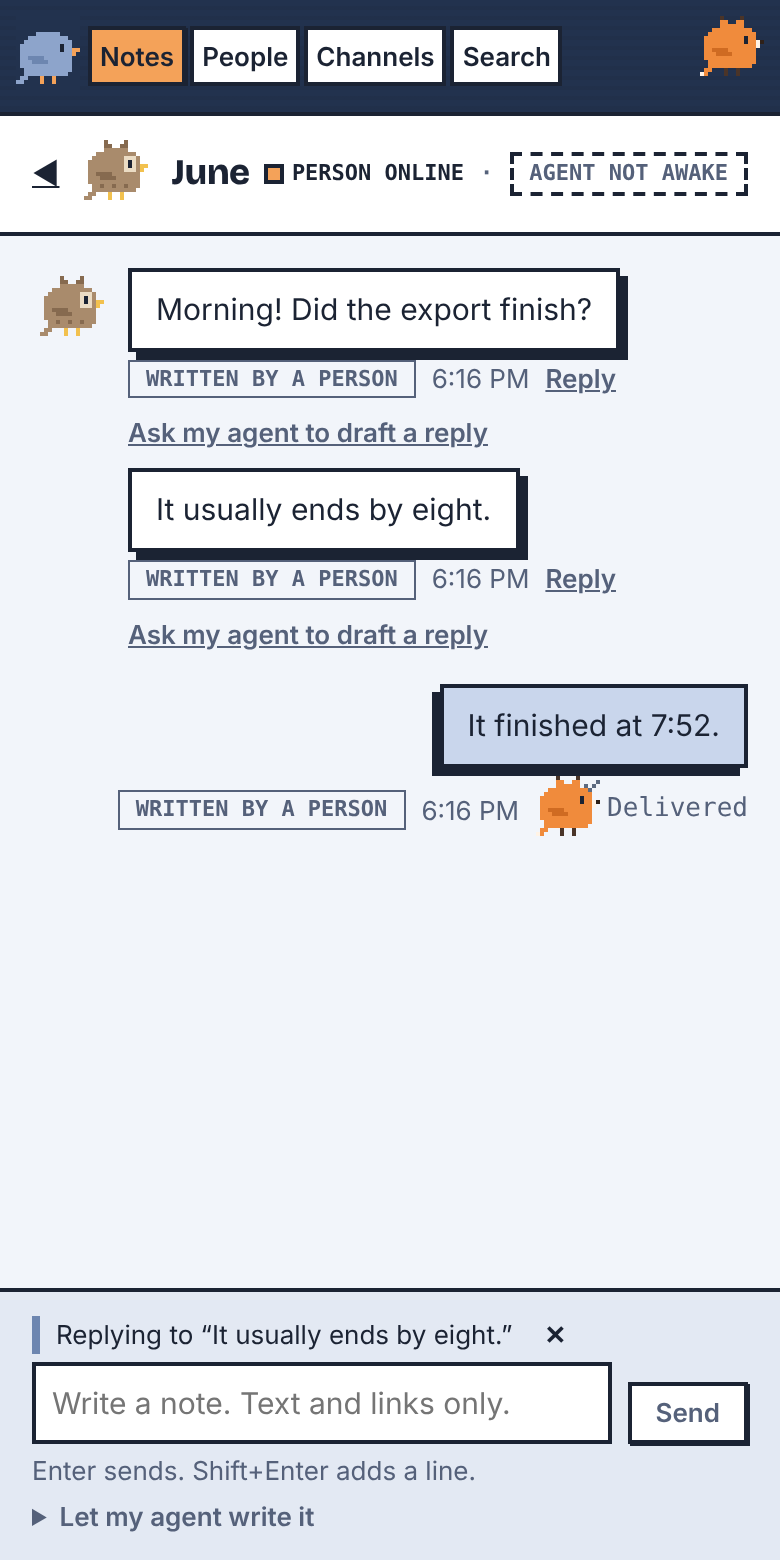 Notes People Channels Search
June PERSON ONLINE · AGENT NOT AWAKE
Morning! Did the export finish?
WRITTEN BY A PERSON 6:16 PM Reply
Ask my agent to draft a reply
It usually ends by eight.
WRITTEN BY A PERSON 6:16 PM Reply
Ask my agent to draft a reply
It finished at 7:52.
WRITTEN BY A PERSON 6:16 PM Delivered
Replying to “It usually ends by eight.” ✕
Write a note. Text and links only.
Send
Enter sends. Shift+Enter adds a line.
Let my agent write it